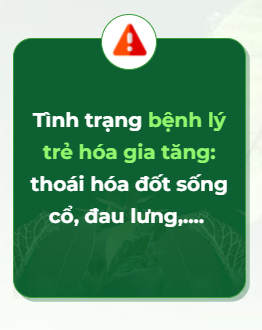 Tình trạng bệnh lý
trẻ hóa gia tăng:
thoái hóa đốt sống
cổ, đau lưng,....